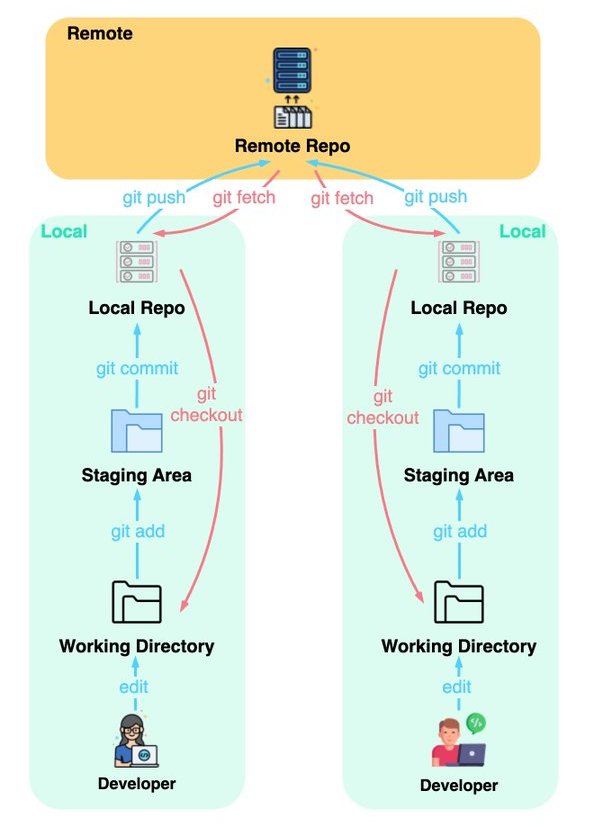 Remote
Remote Repo
git push
git fetch
git fetch
git push
Local
Local Repo
git commit
git
checkout
Staging Area
git add
Working Directory
edit
Developer
Local
Local Repo
git commit
git
checkout
Staging Area
git add
Working Directory
edit
Developer